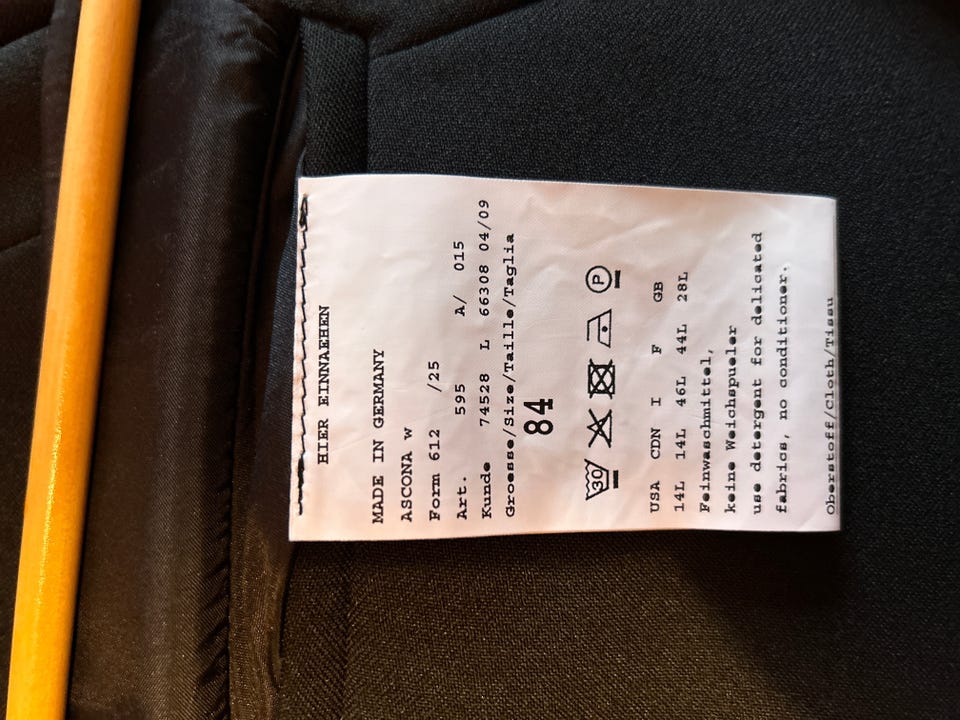 HIER EINNAEHEN
MADE IN GERMANY
ASCONA w
Form 612 /25
Art. 595 A/ 015
Kunde 74528 L 66308 04/09
Groesse/Size/Taille/Taglia
84
30 P
USA CDN I F GB
14L 14L 46L 44L 28L
Feinwaschmittel,
keine Weichspueler
use detergent for delicated
fabrics, no conditioner.
Oberstoff/Cloth/Tissu